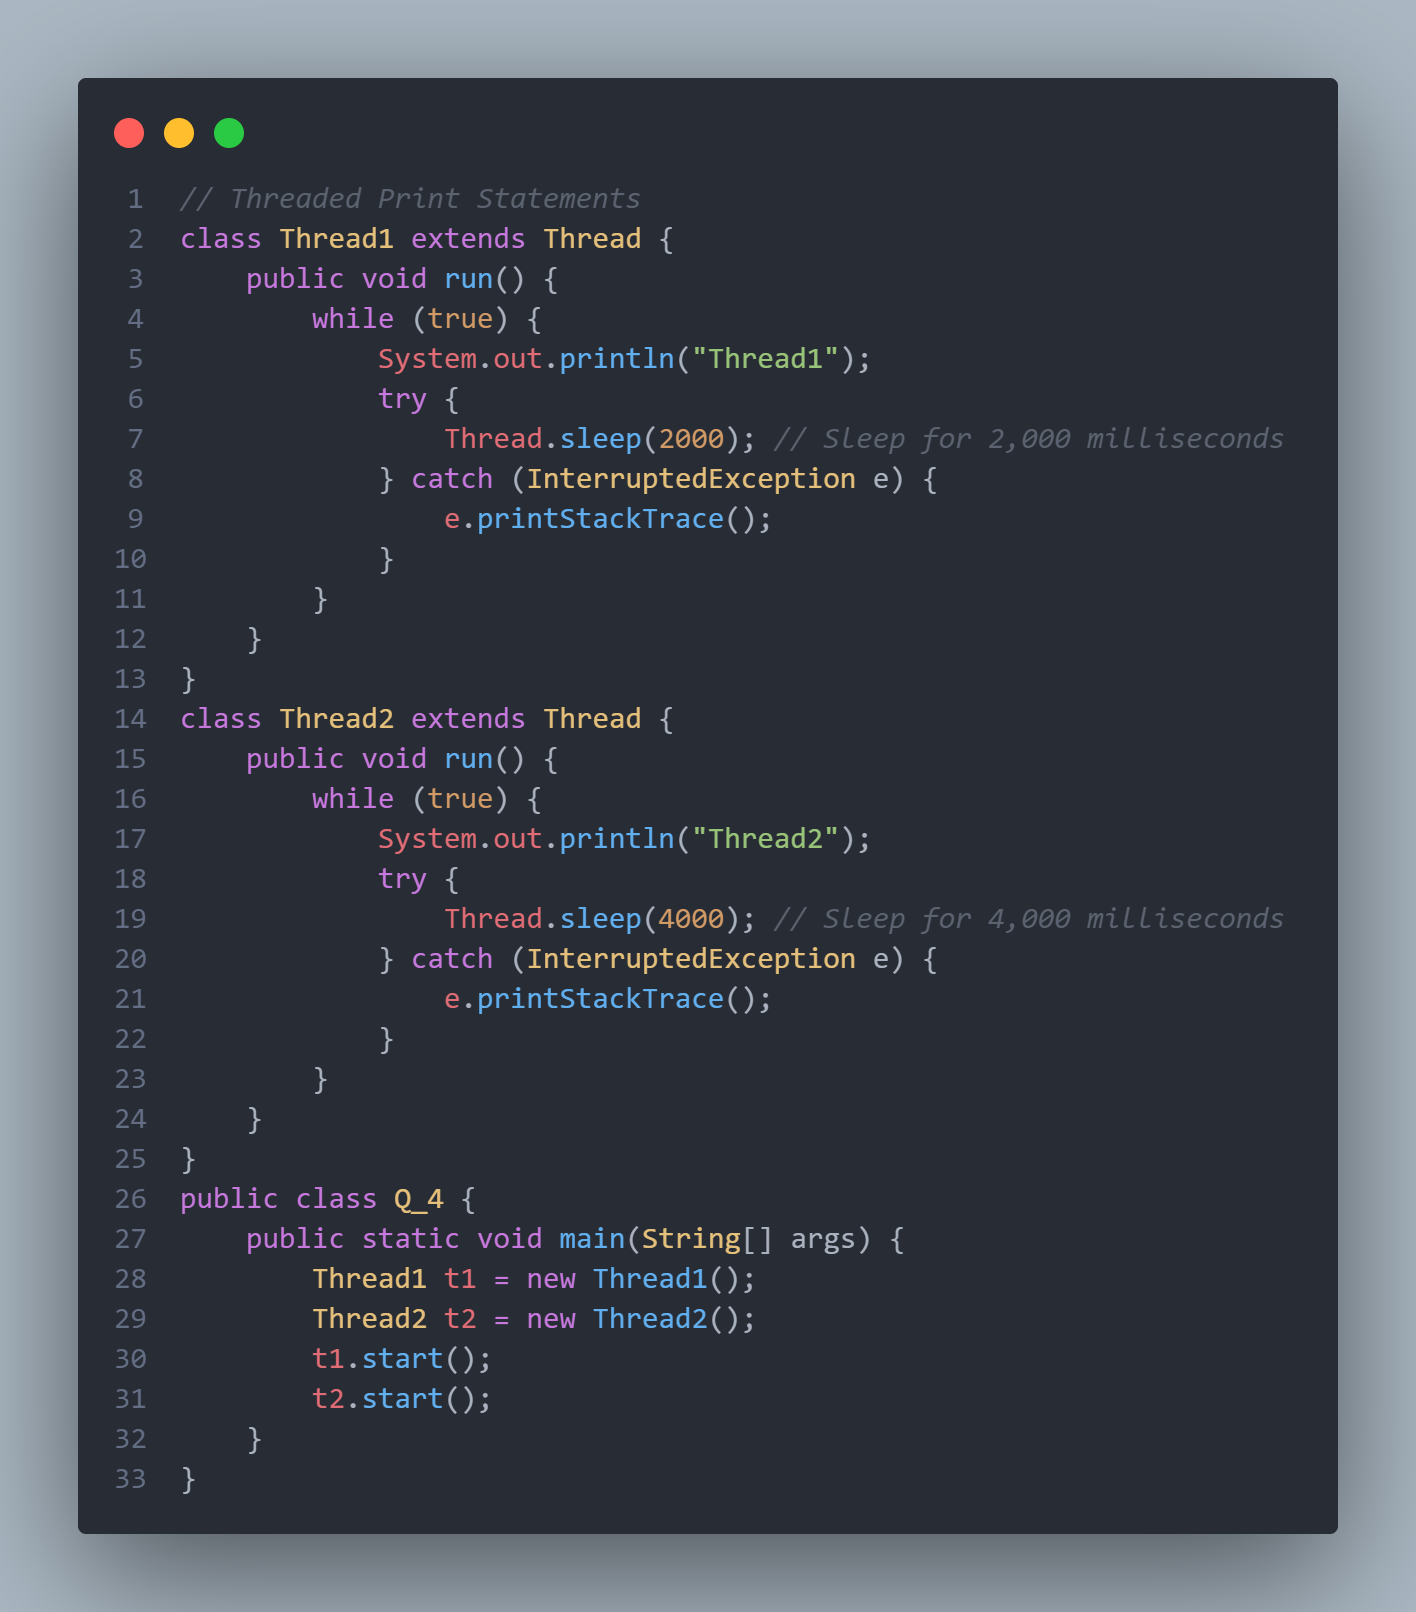 1 // Threaded Print Statements
2 class Thread1 extends Thread {
3     public void run() {
4         while (true) {
5             System.out.println("Thread1");
6             try {
7                 Thread.sleep(2000); // Sleep for 2,000 milliseconds
8             } catch (InterruptedException e) {
9                 e.printStackTrace();
10             }
11         }
12     }
13 }
14 class Thread2 extends Thread {
15     public void run() {
16         while (true) {
17             System.out.println("Thread2");
18             try {
19                 Thread.sleep(4000); // Sleep for 4,000 milliseconds
20             } catch (InterruptedException e) {
21                 e.printStackTrace();
22             }
23         }
24     }
25 }
26 public class Q_4 {
27     public static void main(String[] args) {
28         Thread1 t1 = new Thread1();
29         Thread2 t2 = new Thread2();
30         t1.start();
31         t2.start();
32     }
33 }